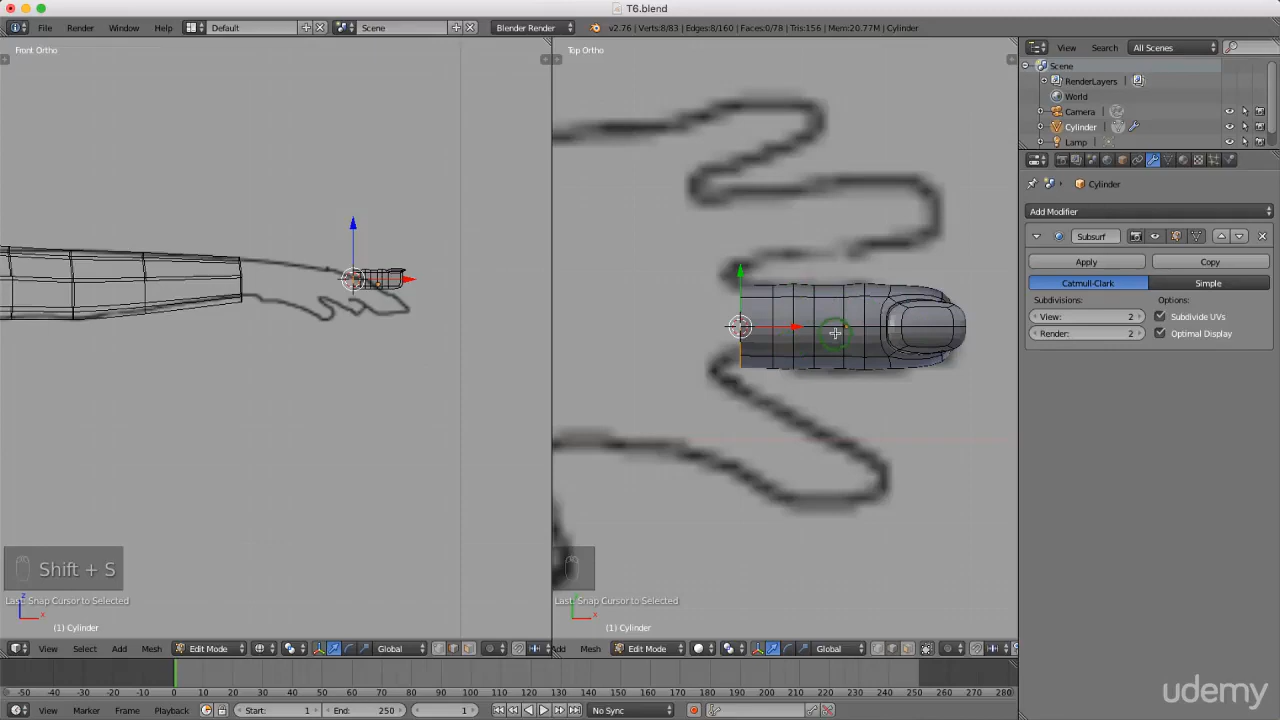 T6.blend
File Render Window Help Default Scene Blender Render v2.76 | Verts:8/83 | Edges:8/160 | Faces:0/78 | Tris:156 | Mem:20.77M | Cylinder
Front Ortho
Top Ortho
View Search All Scenes
Scene
RenderLayers
World
Camera
Cylinder
Lamp
Cylinder
Add Modifier
Subsurf
Apply Copy
Catmull-Clark Simple
Subdivisions: Options:
View: 2 Subdivide UVs
Render: 2 Optimal Display
Shift + S
Last: Snap Cursor to Selected
Last: Snap Cursor to Selected
z
x
y
x
(1) Cylinder
(1) Cylinder
View Select Add Mesh Edit Mode Global
Add Mesh Edit Mode Global
-50 -40 -30 -20 -10 0 10 20 30 40 50 60 70 80 90 100 110 120 130 140 150 160 170 180 190 200 210 220 230 240 250 260 270 280
View Marker Frame Playback Start: 1 End: 250 1 No Sync
udemy